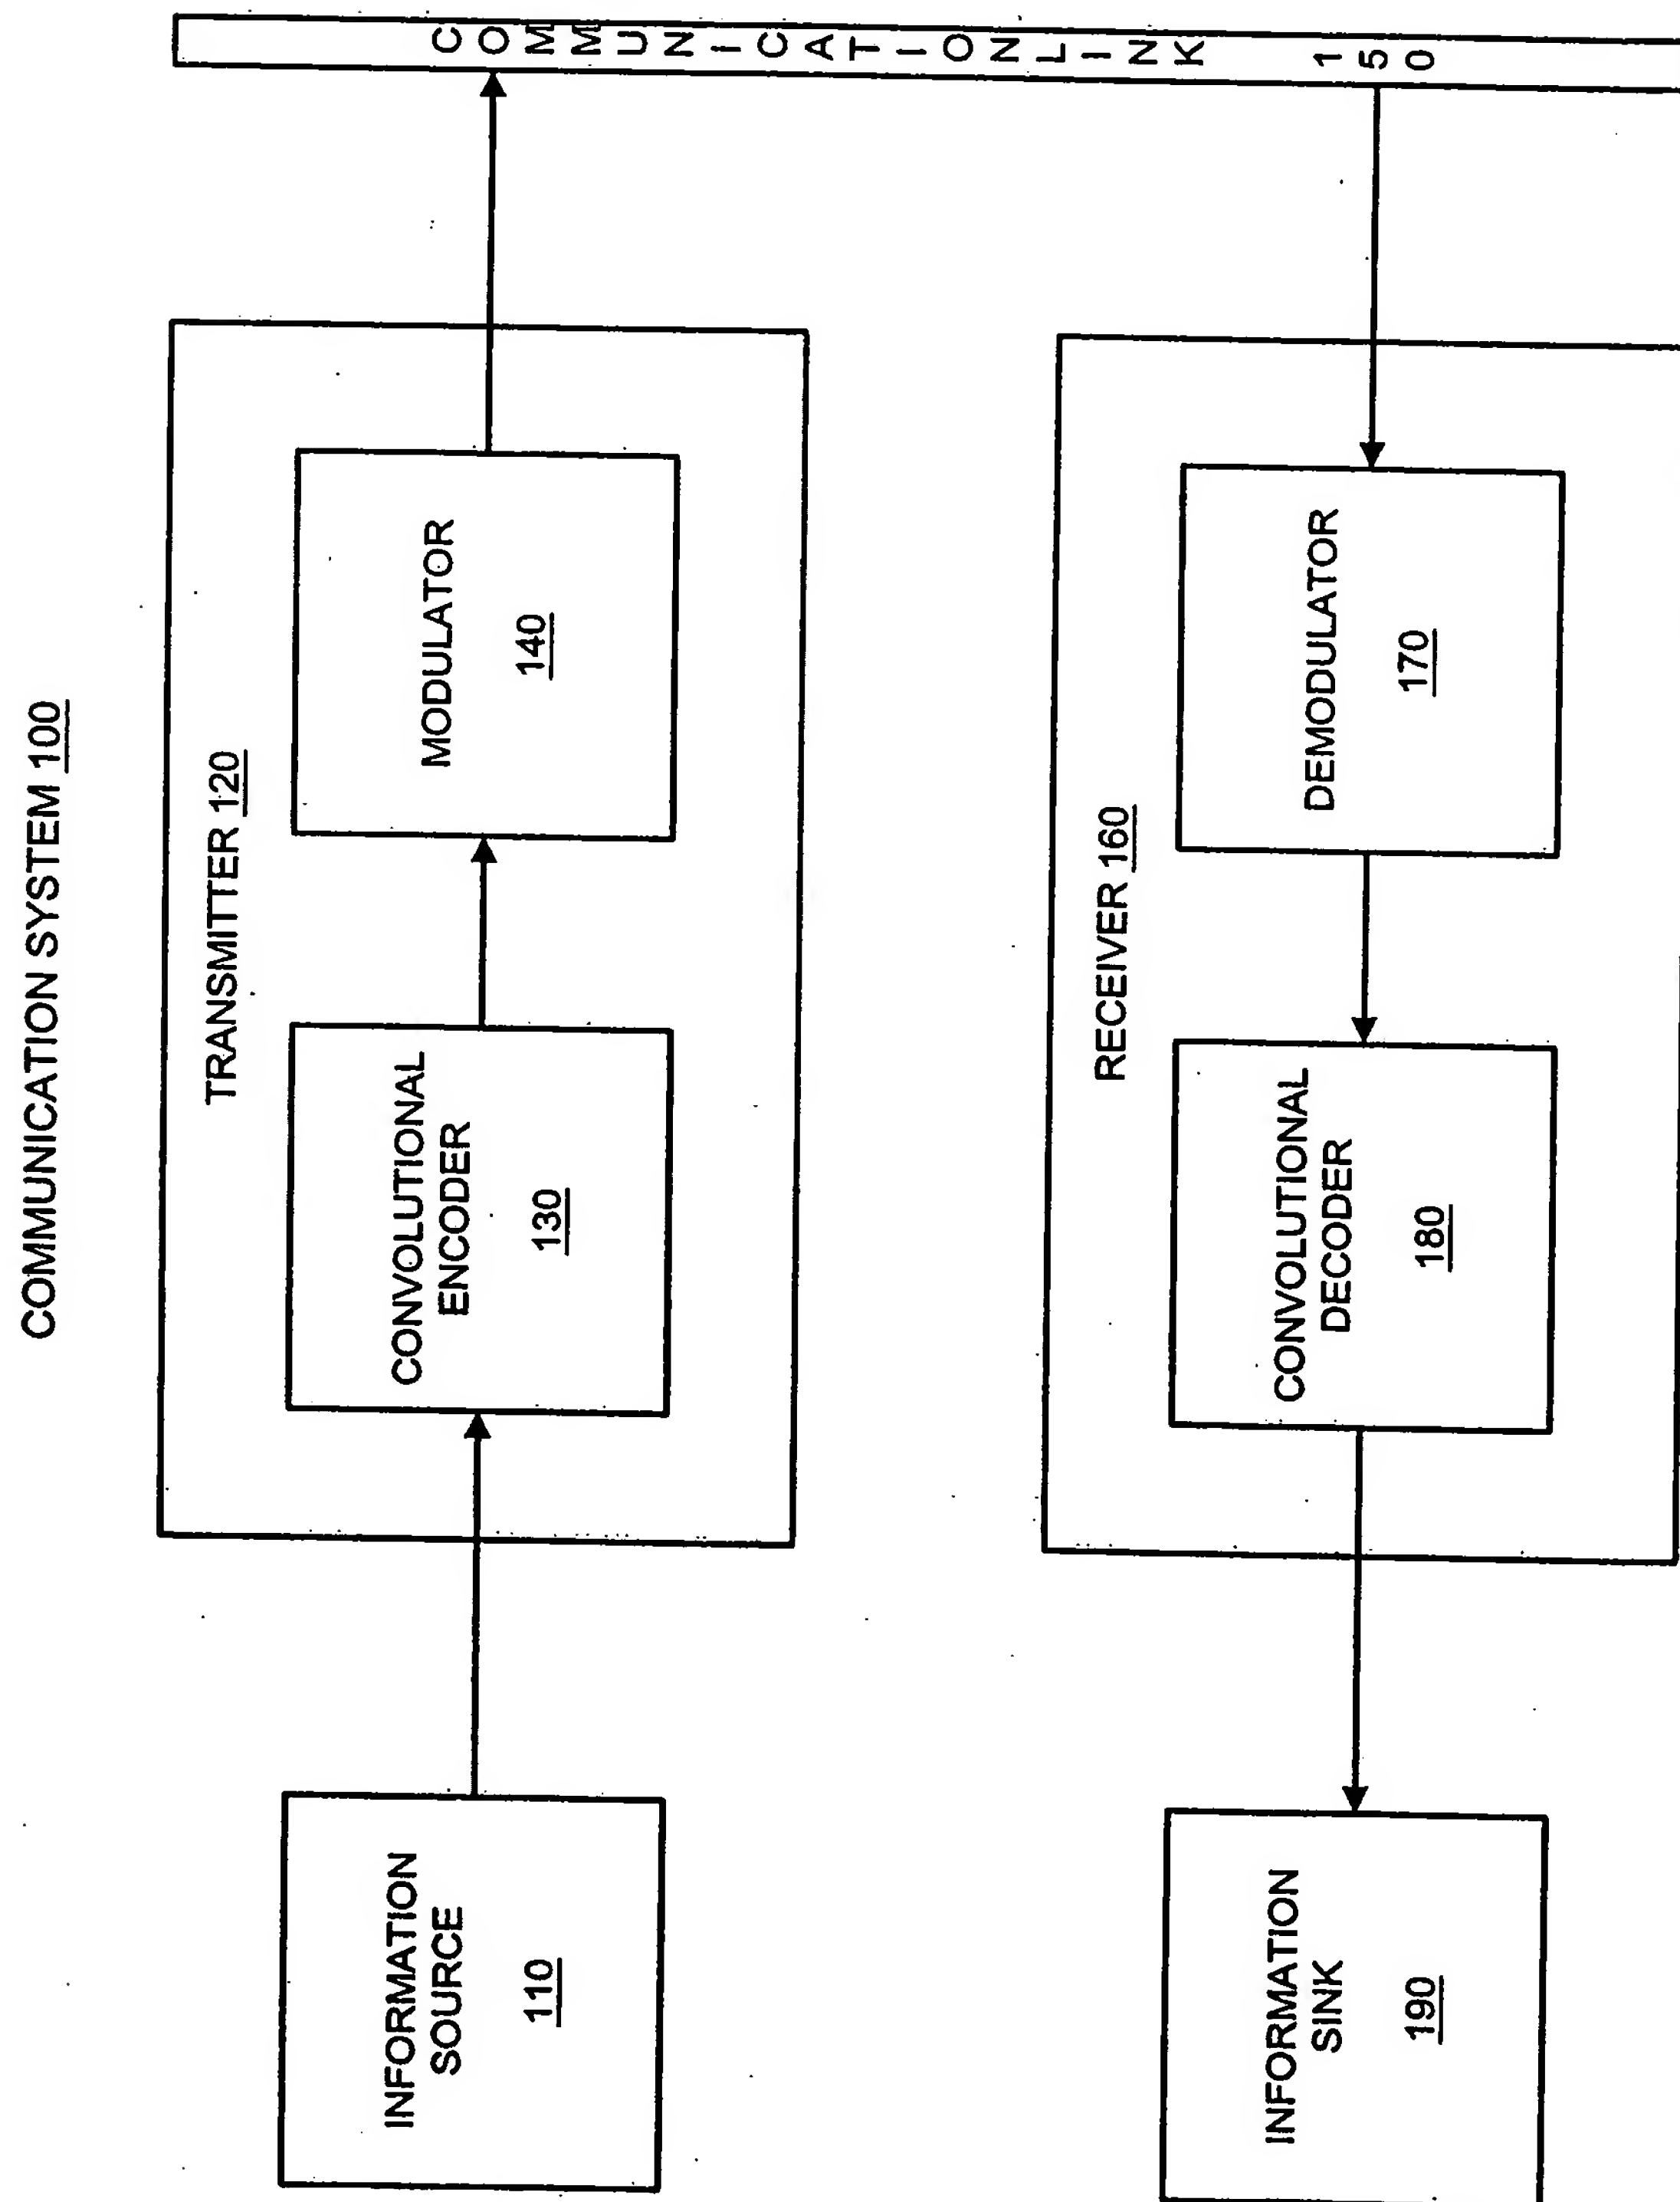 COMMUNICATION SYSTEM 100
TRANSMITTER 120
INFORMATION
SOURCE
110
CONVOLUTIONAL
ENCODER
130
MODULATOR
140
COMMUNICATION LINK 150
RECEIVER 160
INFORMATION
SINK
190
CONVOLUTIONAL
DECODER
180
DEMODULATOR
170